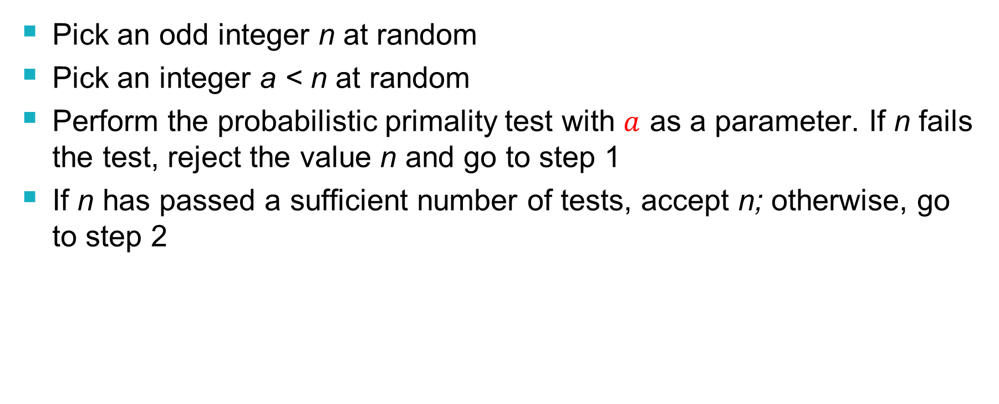 Pick an odd integer n at random
Pick an integer a < n at random
Perform the probabilistic primality test with a as a parameter. If n fails
the test, reject the value n and go to step 1
If n has passed a sufficient number of tests, accept n; otherwise, go
to step 2